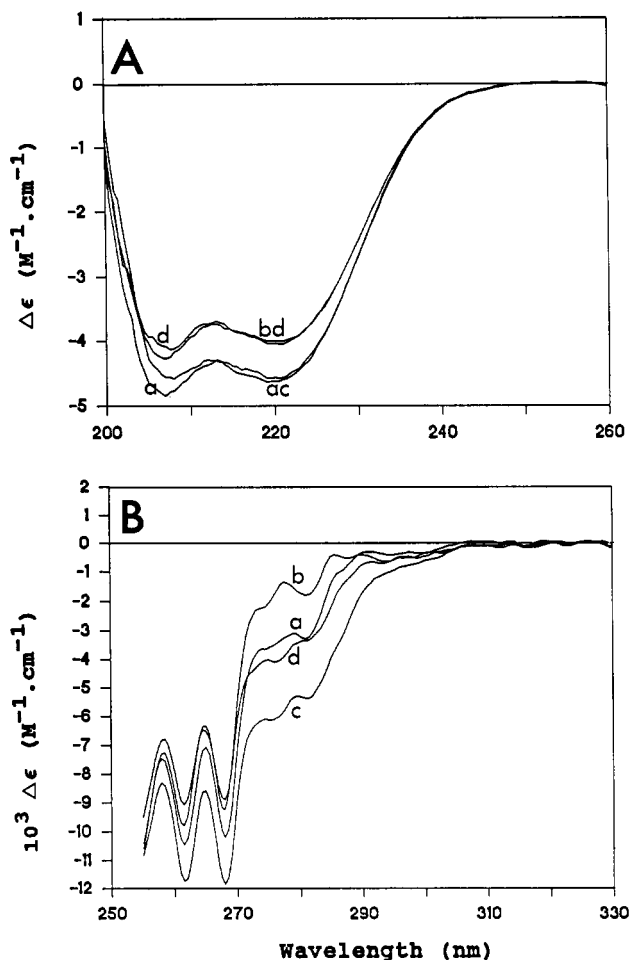 A
1
0
-1
-2
-3
-4
-5
Δε (M⁻¹.cm⁻¹)
d
bd
a
ac
200
220
240
260
B
2
1
0
-1
-2
-3
-4
-5
-6
-7
-8
-9
-10
-11
-12
10³ Δε (M⁻¹.cm⁻¹)
b
a
d
c
250
270
290
310
330
Wavelength (nm)